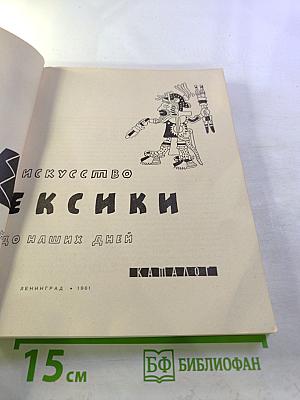 ИСКУССТВО
ЕКСИКИ
ДО НАШИХ ДНЕЙ
КАТАЛОГ
ЛЕНИНГРАД • 1961
15 см
БФ БИБЛИОФАН